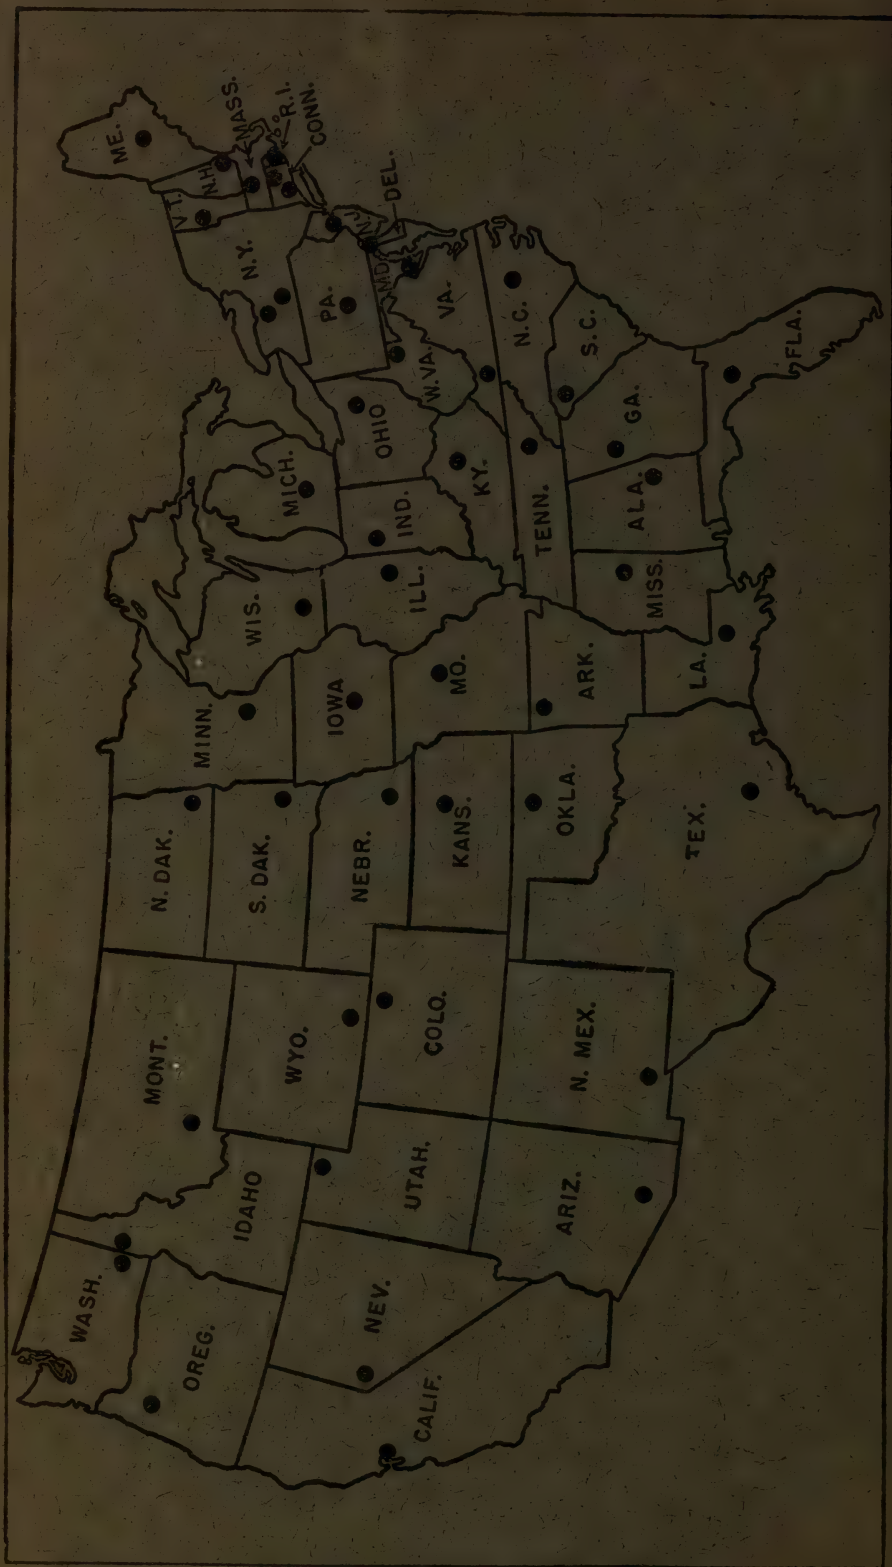 WASH.
OREG.
CALIF.
NEV.
IDAHO
MONT.
WYO.
UTAH.
ARIZ.
COLO.
N. MEX.
N. DAK.
S. DAK.
NEBR.
KANS.
OKLA.
TEX.
MINN.
IOWA
MO.
ARK.
LA.
WIS.
ILL.
MICH.
IND.
OHIO
KY.
TENN.
MISS.
ALA.
GA.
FLA.
S.C.
N.C.
VA.
W.VA.
PA.
N.Y.
MD.
DEL.
N.J.
CONN.
R.I.
MASS.
V.T.
N.H.
ME.